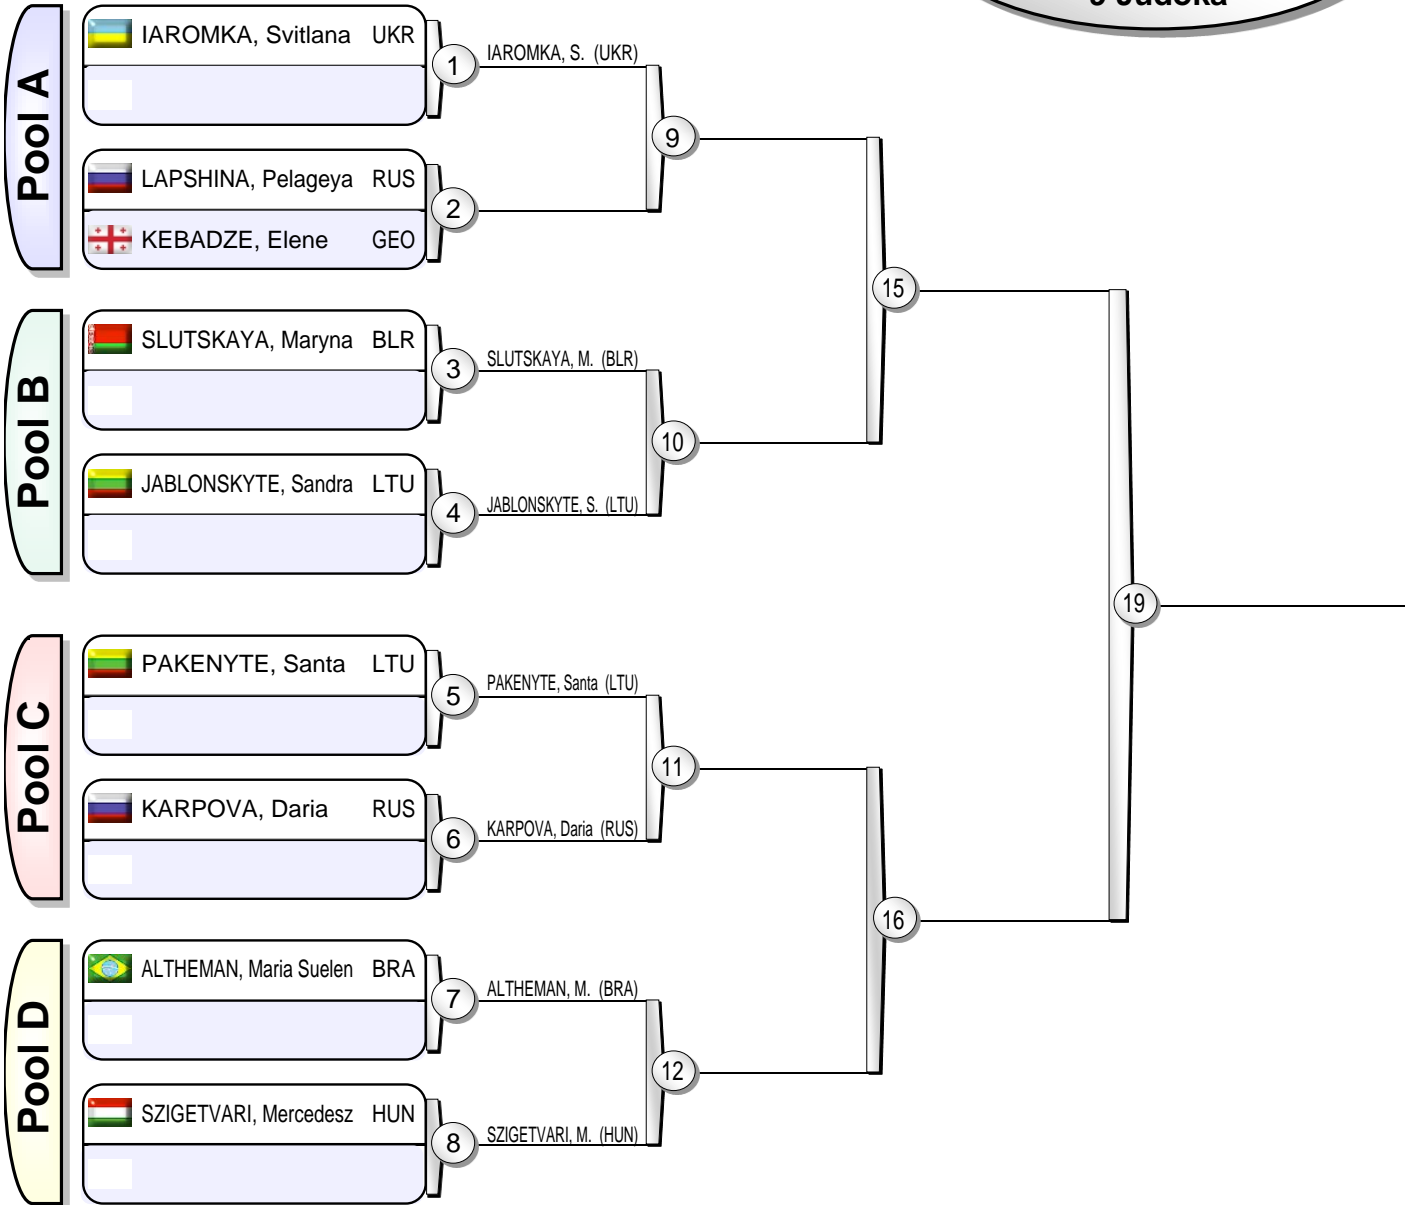 9 Judoka
Pool A
IAROMKA, Svitlana UKR
1
IAROMKA, S. (UKR)
9
LAPSHINA, Pelageya RUS
KEBADZE, Elene GEO
2
15
Pool B
SLUTSKAYA, Maryna BLR
3
SLUTSKAYA, M. (BLR)
10
JABLONSKYTE, Sandra LTU
4
JABLONSKYTE, S. (LTU)
19
Pool C
PAKENYTE, Santa LTU
5
PAKENYTE, Santa (LTU)
11
KARPOVA, Daria RUS
6
KARPOVA, Daria (RUS)
16
Pool D
ALTHEMAN, Maria Suelen BRA
7
ALTHEMAN, M. (BRA)
12
SZIGETVARI, Mercedesz HUN
8
SZIGETVARI, M. (HUN)